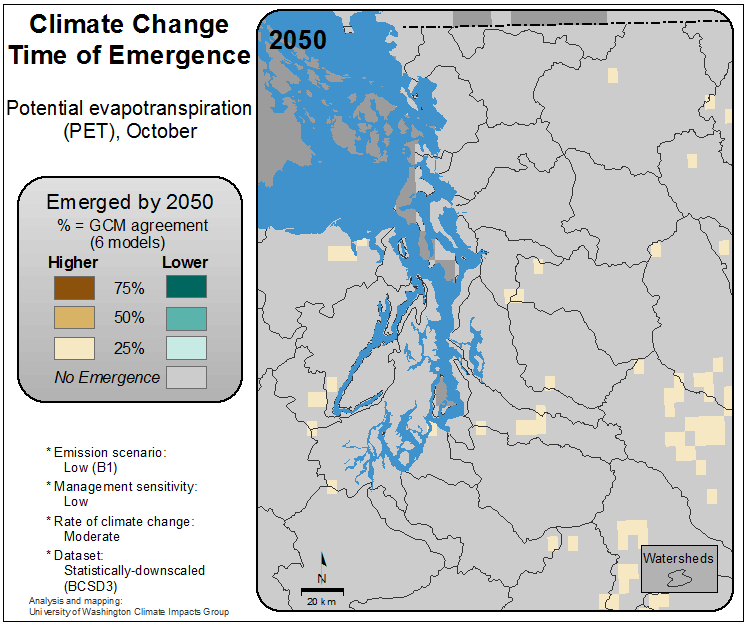 Climate Change
Time of Emergence
Potential evapotranspiration
(PET), October
Emerged by 2050
% = GCM agreement
(6 models)
Higher Lower
75%
50%
25%
No Emergence
* Emission scenario:
Low (B1)
* Management sensitivity:
Low
* Rate of climate change:
Moderate
* Dataset:
Statistically-downscaled
(BCSD3)
Analysis and mapping:
University of Washington Climate Impacts Group
2050
N
20 km
Watersheds